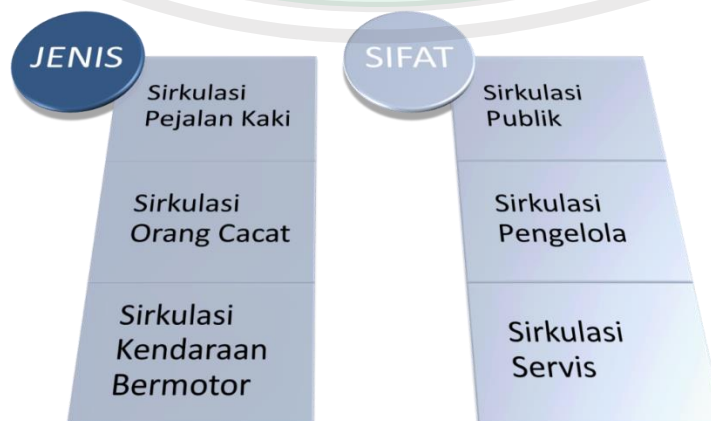 JENIS
Sirkulasi
Pejalan Kaki
Sirkulasi
Orang Cacat
Sirkulasi
Kendaraan
Bermotor
SIFAT
Sirkulasi
Publik
Sirkulasi
Pengelola
Sirkulasi
Servis